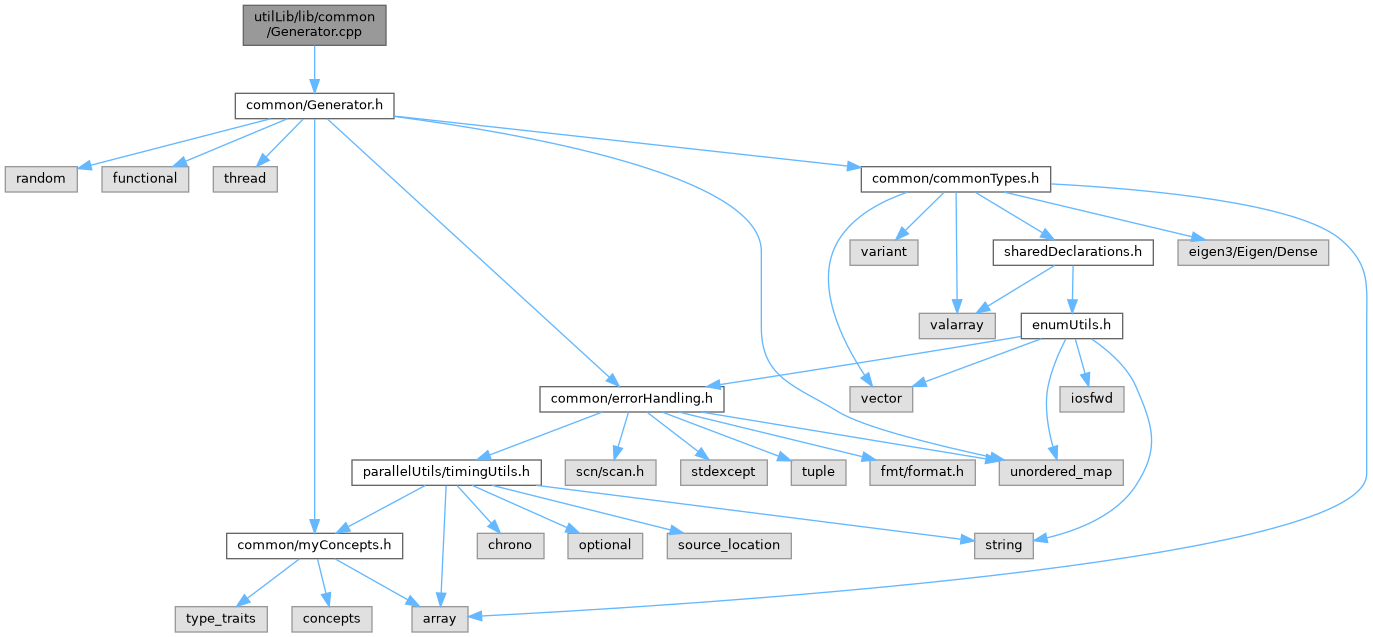 utilLib/lib/common
/Generator.cpp
common/Generator.h
random
functional
thread
common/commonTypes.h
variant
sharedDeclarations.h
eigen3/Eigen/Dense
valarray
enumUtils.h
common/errorHandling.h
vector
iosfwd
parallelUtils/timingUtils.h
scn/scan.h
stdexcept
tuple
fmt/format.h
unordered_map
common/myConcepts.h
chrono
optional
source_location
string
type_traits
concepts
array